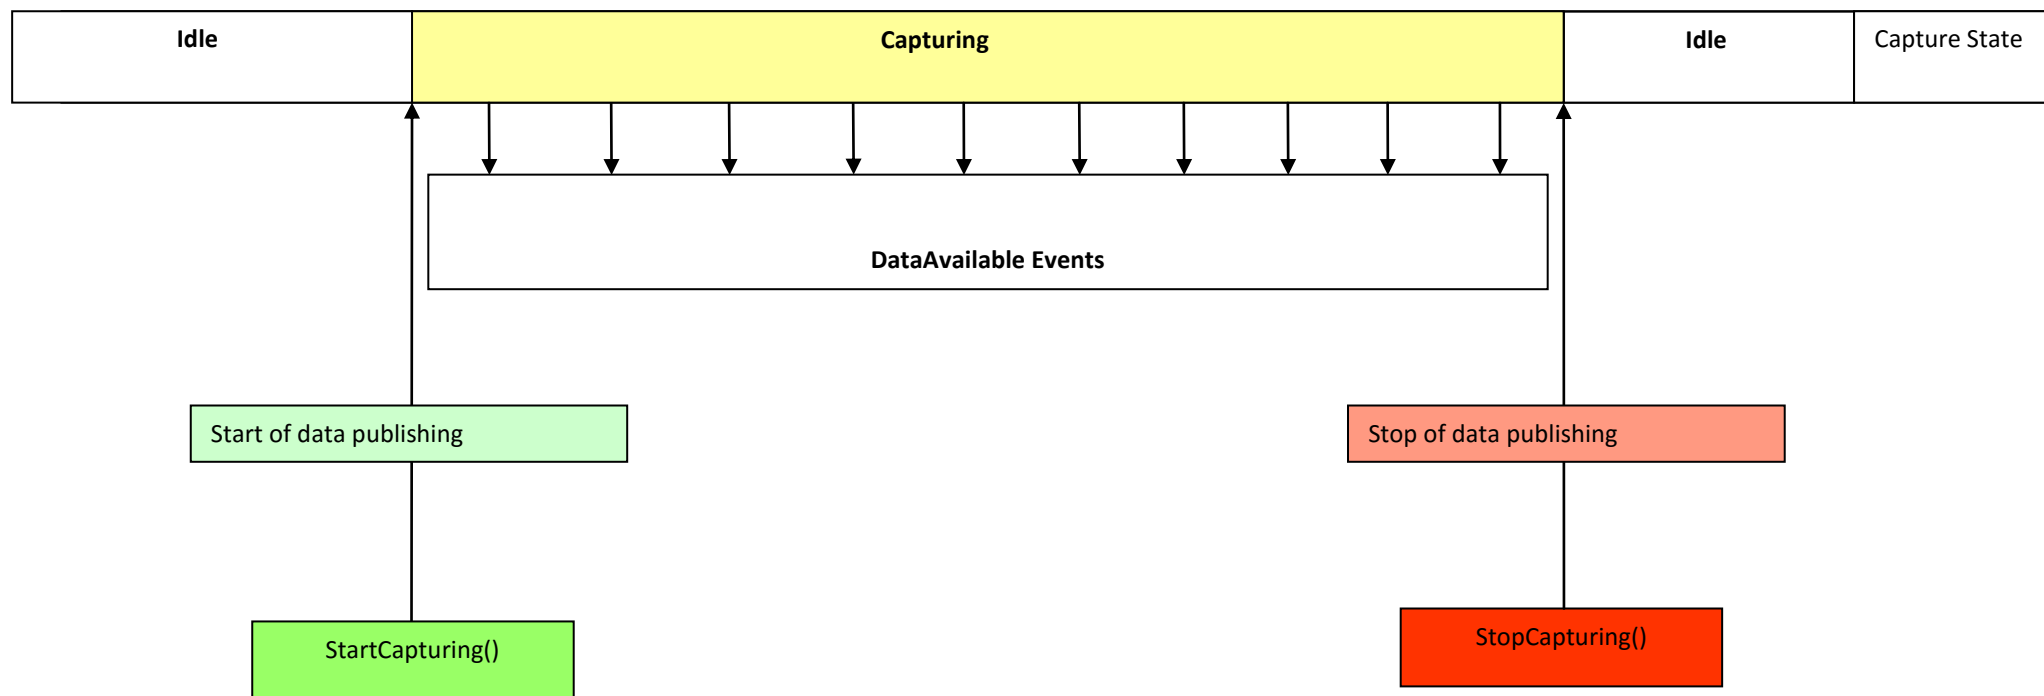 Idle
Capturing
Idle
Capture State
DataAvailable Events
Start of data publishing
Stop of data publishing
StartCapturing()
StopCapturing()